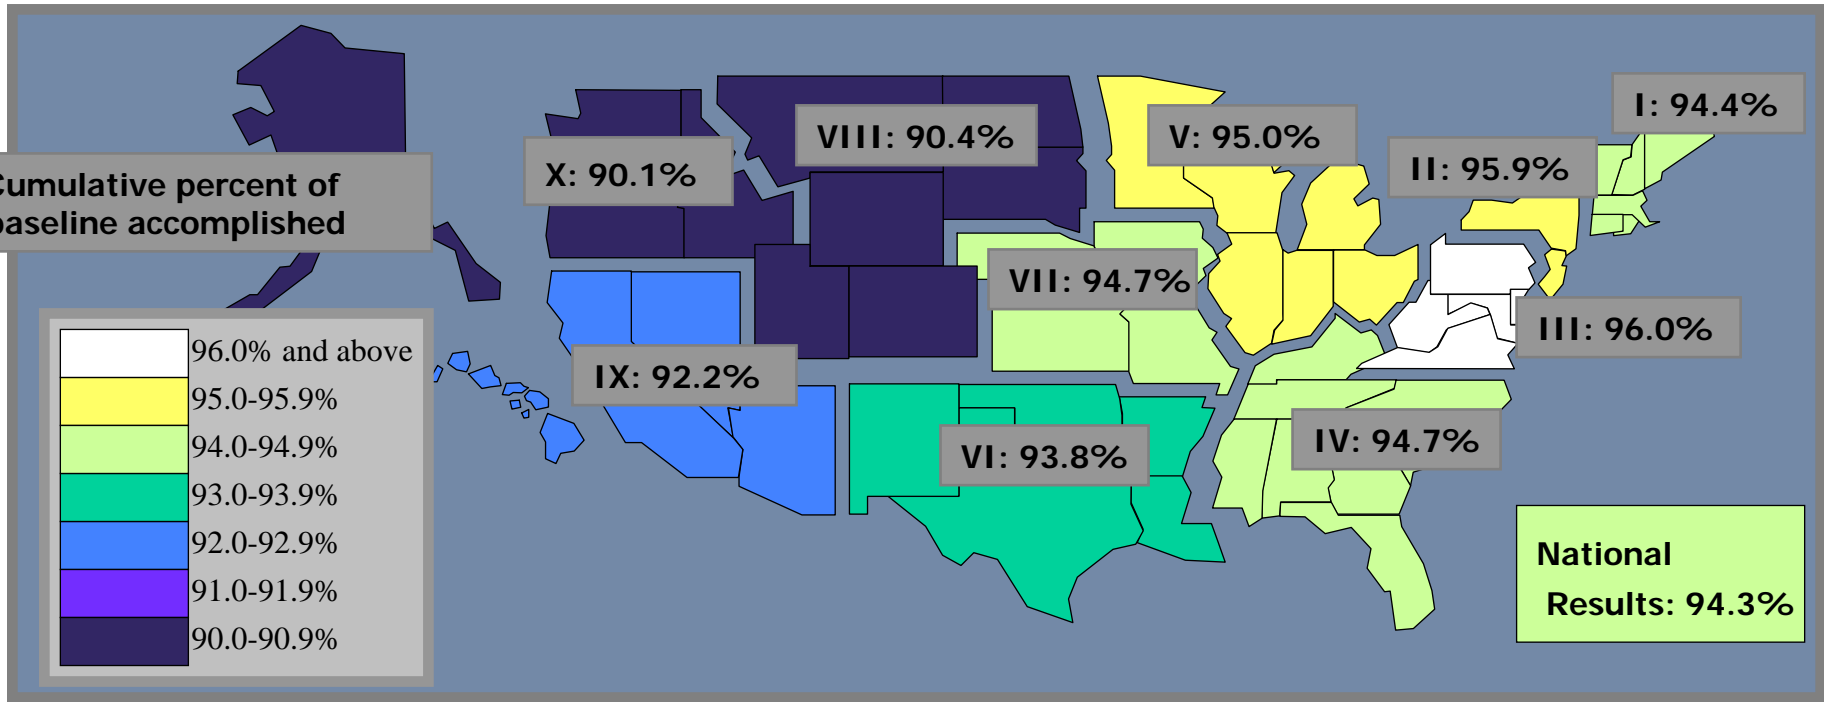 I: 94.4%
VIII: 90.4%
V: 95.0%
II: 95.9%
X: 90.1%
Cumulative percent of
baseline accomplished
VII: 94.7%
III: 96.0%
IX: 92.2%
IV: 94.7%
VI: 93.8%
96.0% and above
95.0-95.9%
94.0-94.9%
93.0-93.9%
92.0-92.9%
91.0-91.9%
90.0-90.9%
National
Results: 94.3%